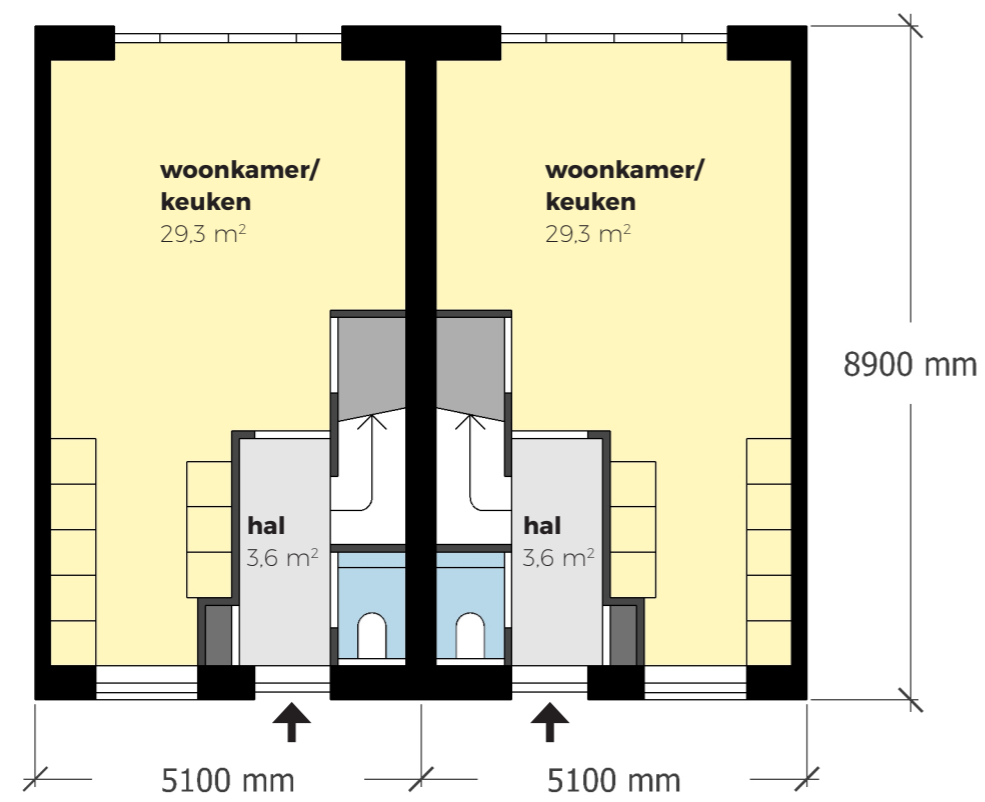 woonkamer/
keuken
29,3 m²
woonkamer/
keuken
29,3 m²
8900 mm
hal
3,6 m²
hal
3,6 m²
5100 mm
5100 mm